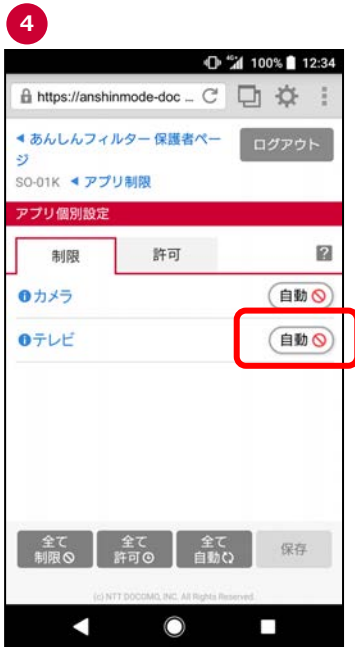 4
4G 100% 12:34
https://anshinmode-doc ...
◀ あんしんフィルター 保護者ペー
ジ
ログアウト
SO-01K ◀ アプリ制限
アプリ個別設定
制限 許可 ?
カメラ 自動
テレビ 自動
全て
制限
全て
許可
全て
自動
保存
(c) NTT DOCOMO, INC. All Rights Reserved.